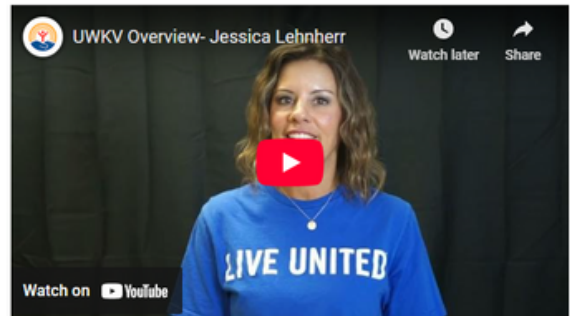 UWKV Overview- Jessica Lehnherr
Watch later
Share
LIVE UNITED
Watch on YouTube